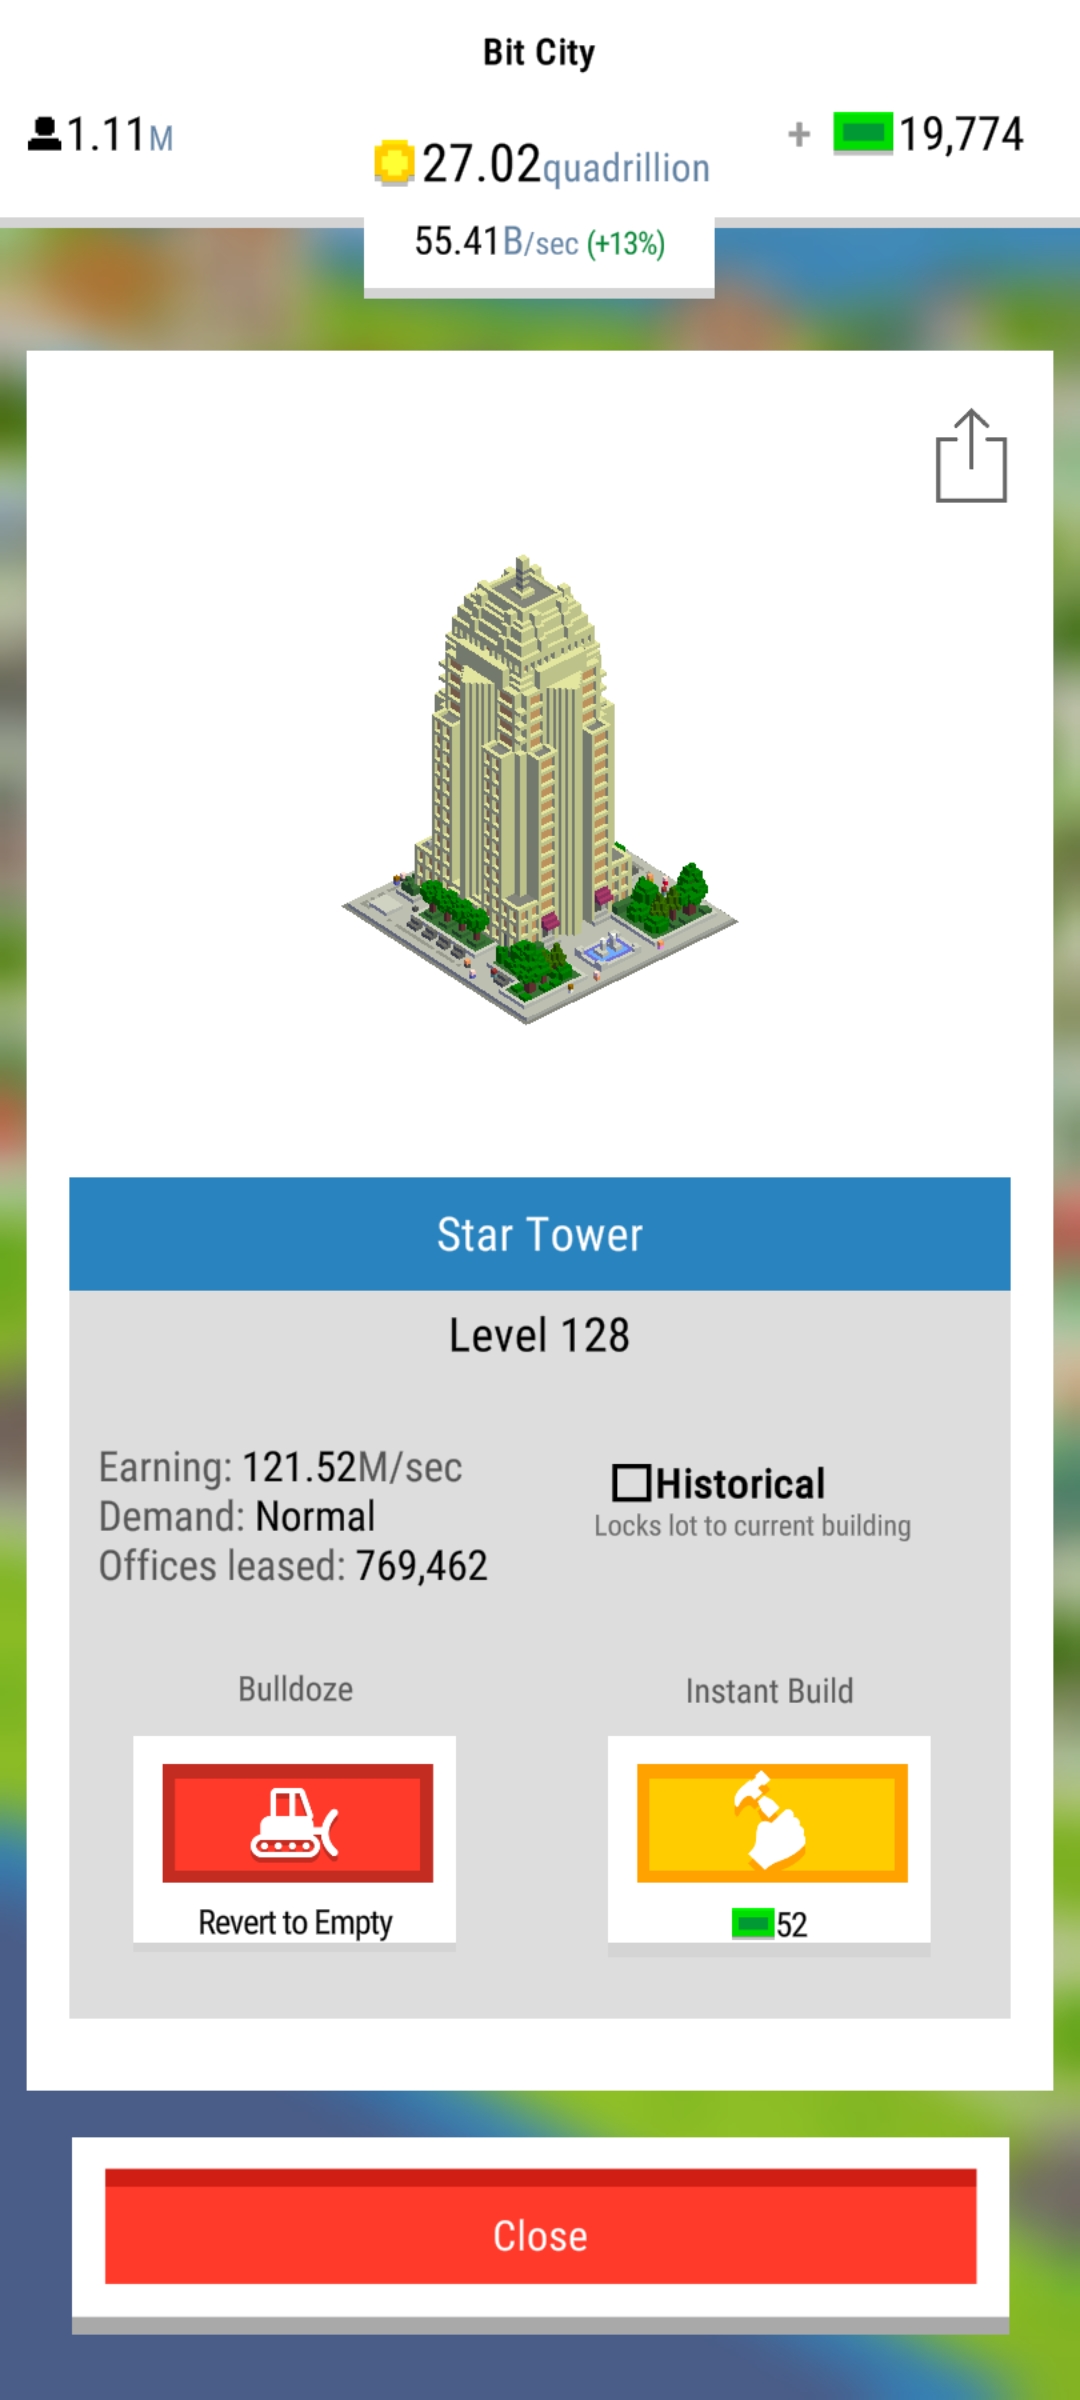 Bit City
1.11M
27.02quadrillion
+ 19,774
55.41B/sec (+13%)
Star Tower
Level 128
Earning: 121.52M/sec
Demand: Normal
Offices leased: 769,462
Historical
Locks lot to current building
Bulldoze
Revert to Empty
Instant Build
52
Close